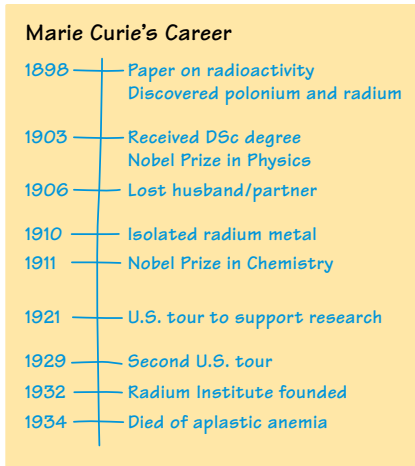 Marie Curie's Career
1898 Paper on radioactivity
Discovered polonium and radium
1903 Received DSc degree
Nobel Prize in Physics
1906 Lost husband/partner
1910 Isolated radium metal
1911 Nobel Prize in Chemistry
1921 U.S. tour to support research
1929 Second U.S. tour
1932 Radium Institute founded
1934 Died of aplastic anemia